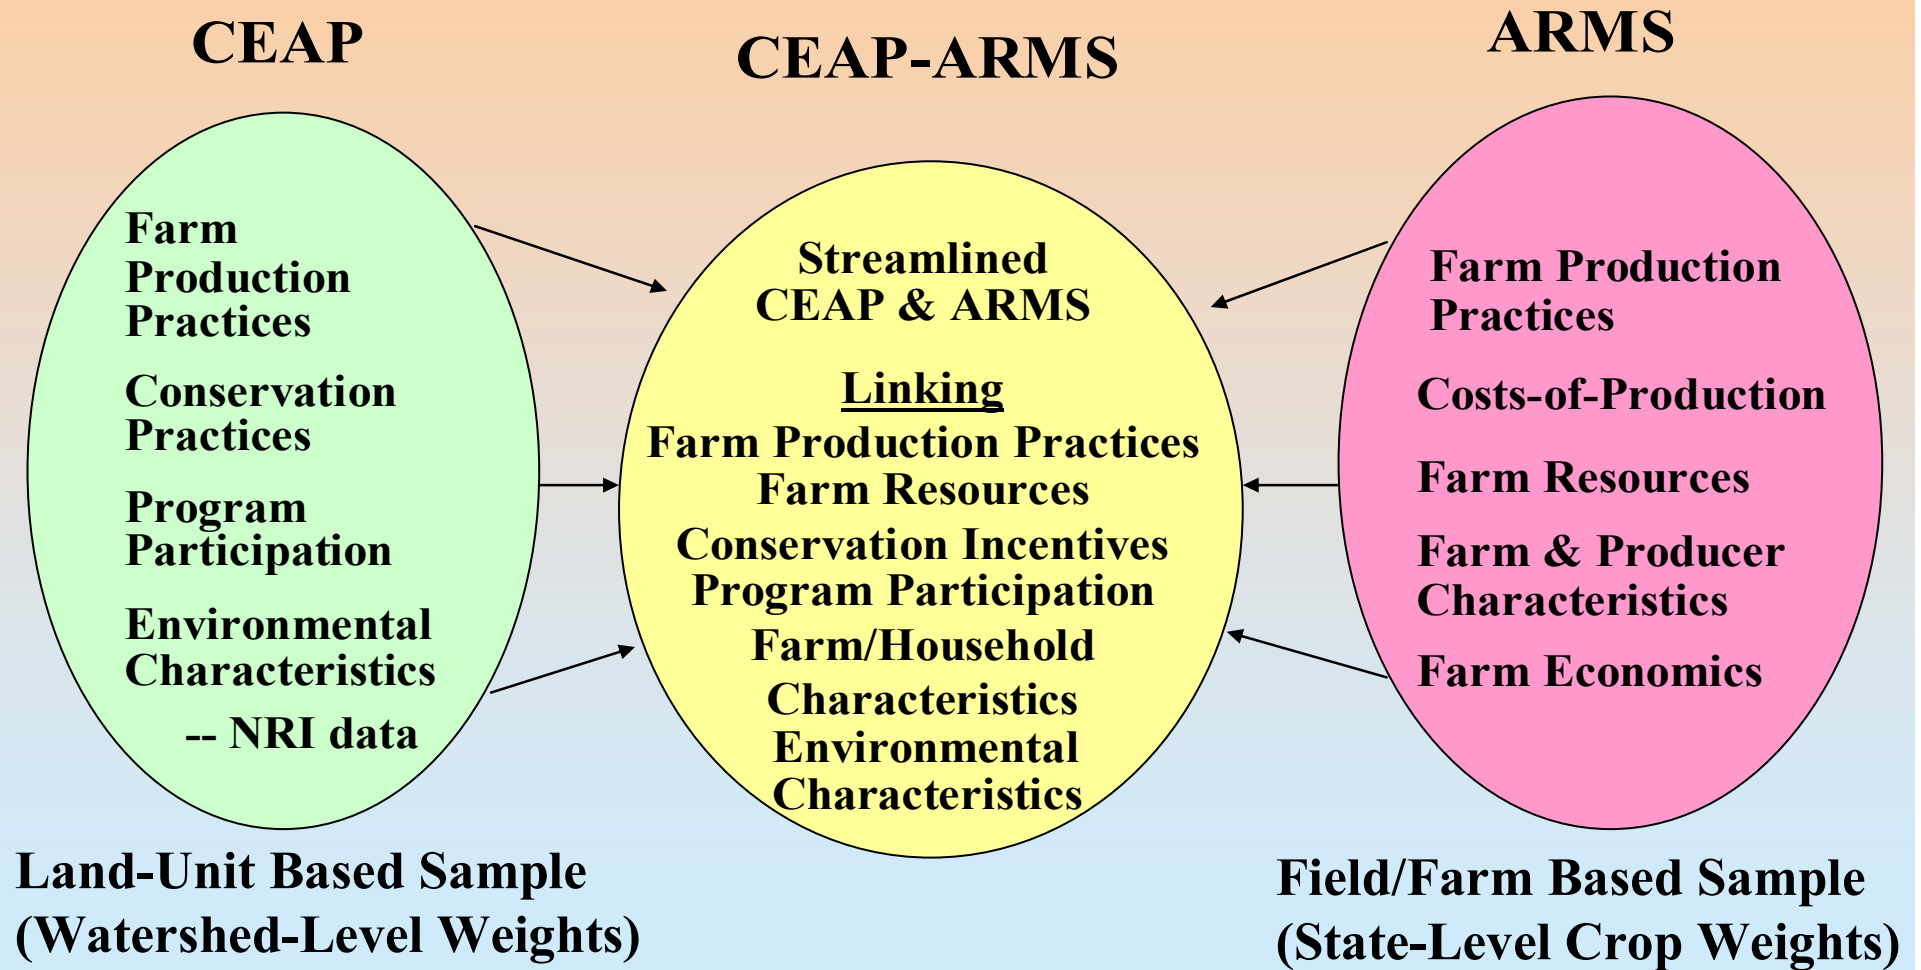 CEAP
CEAP-ARMS
ARMS
Farm
Production
Practices
Conservation
Practices
Program
Participation
Environmental
Characteristics
-- NRI data
Streamlined
CEAP & ARMS
Linking
Farm Production Practices
Farm Resources
Conservation Incentives
Program Participation
Farm/Household
Characteristics
Environmental
Characteristics
Farm Production
Practices
Costs-of-Production
Farm Resources
Farm & Producer
Characteristics
Farm Economics
Land-Unit Based Sample
(Watershed-Level Weights)
Field/Farm Based Sample
(State-Level Crop Weights)